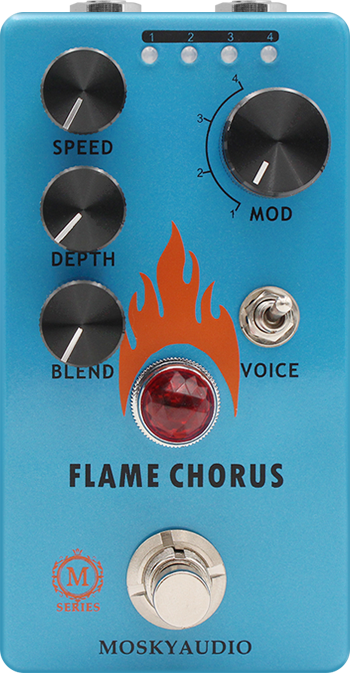 1 2 3 4
SPEED
4
3
2
1
MOD
DEPTH
BLEND
VOICE
FLAME CHORUS
M
SERIES
MOSKYAUDIO